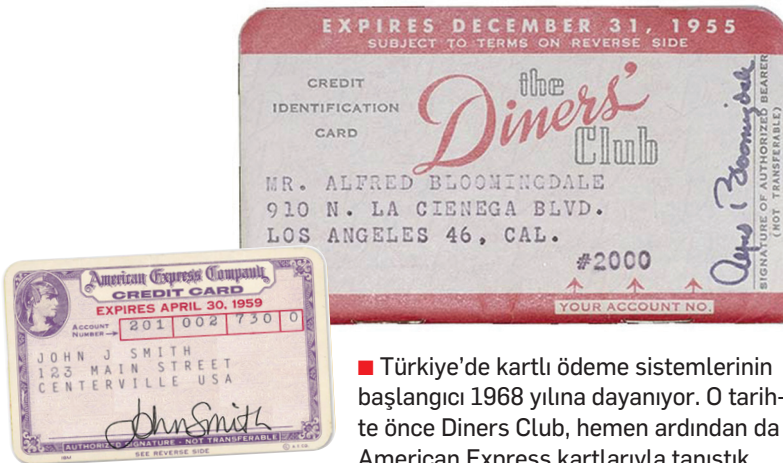 EXPIRES DECEMBER 31, 1955
SUBJECT TO TERMS ON REVERSE SIDE
CREDIT
IDENTIFICATION
CARD
the
Diners'
Club
MR. ALFRED BLOOMINGDALE
910 N. LA CIENEGA BLVD.
LOS ANGELES 46, CAL.
#2000
YOUR ACCOUNT NO.
SIGNATURE OF AUTHORIZED BEARER
(NOT TRANSFERABLE)
American Express Company
CREDIT CARD
EXPIRES APRIL 30, 1959
ACCOUNT
NUMBER
201 002 730 0
JOHN J SMITH
123 MAIN STREET
CENTERVILLE USA
John Smith
AUTHORIZED SIGNATURE - NOT TRANSFERABLE
SEE REVERSE SIDE
Türkiye'de kartlı ödeme sistemlerinin
başlangıcı 1968 yılına dayanıyor. O tarih-
te önce Diners Club, hemen ardından da
American Express kartlarıyla tanıştık.